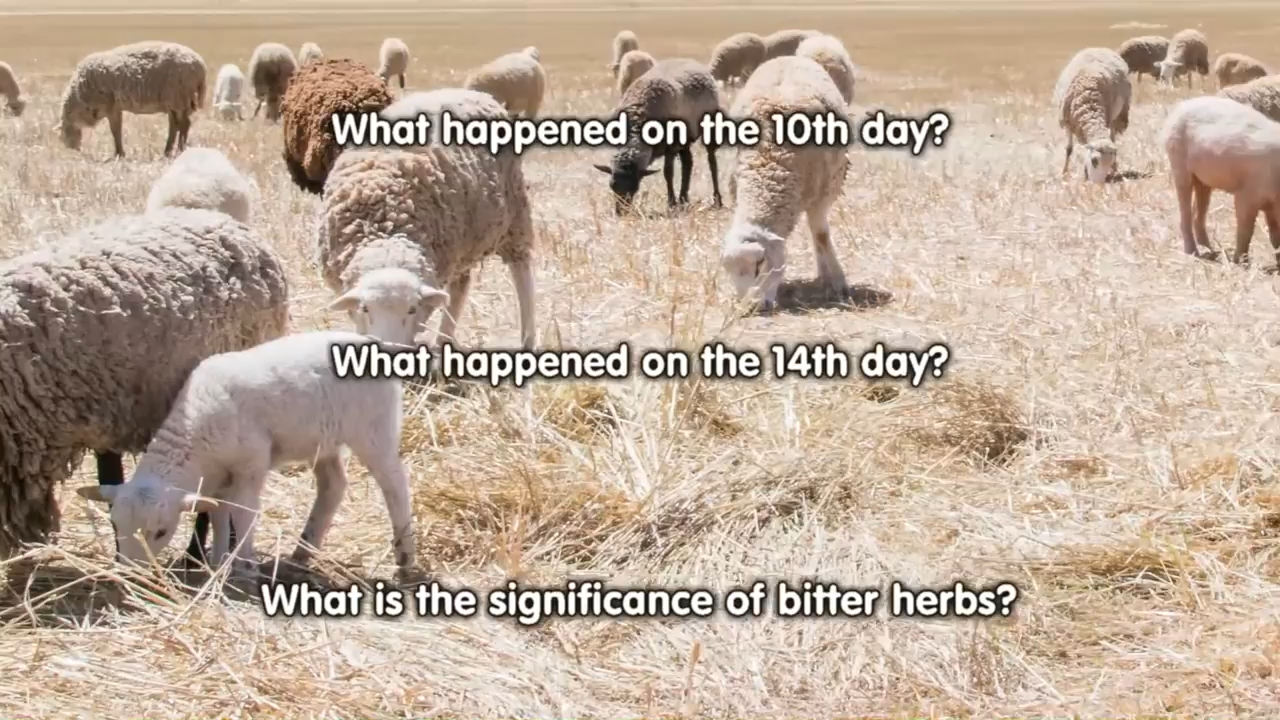 What happened on the 10th day?
What happened on the 14th day?
What is the significance of bitter herbs?